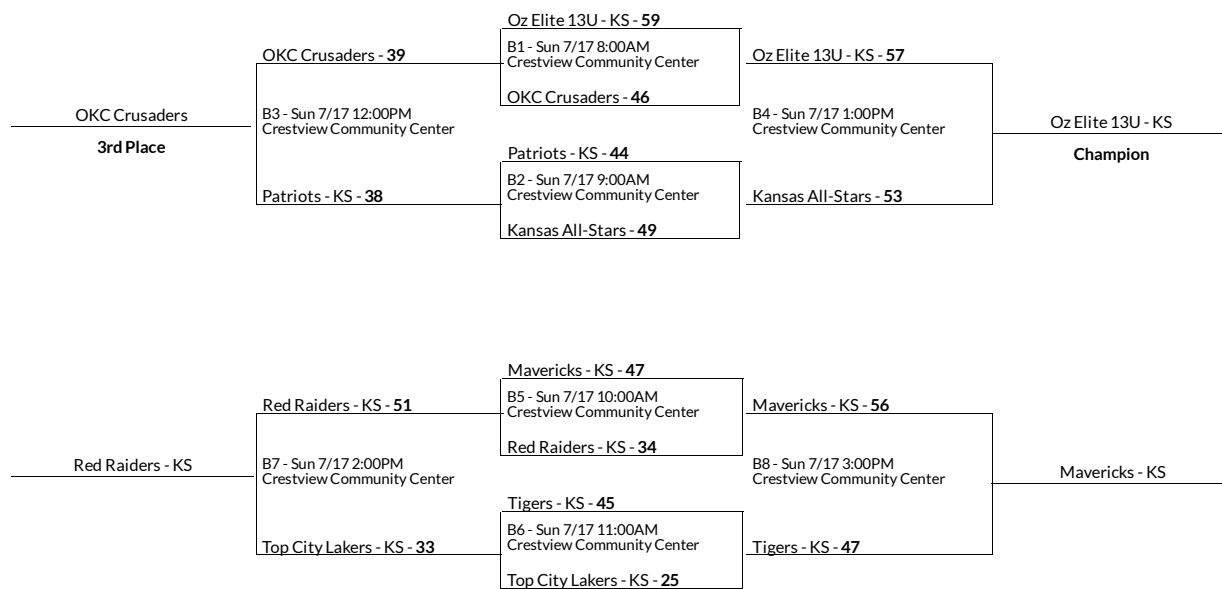 Oz Elite 13U - KS - 59
B1 - Sun 7/17 8:00AM
Crestview Community Center
OKC Crusaders - 46
OKC Crusaders - 39
Oz Elite 13U - KS - 57
OKC Crusaders
3rd Place
B3 - Sun 7/17 12:00PM
Crestview Community Center
B4 - Sun 7/17 1:00PM
Crestview Community Center
Oz Elite 13U - KS
Champion
Patriots - KS - 44
B2 - Sun 7/17 9:00AM
Crestview Community Center
Kansas All-Stars - 49
Patriots - KS - 38
Kansas All-Stars - 53
Mavericks - KS - 47
B5 - Sun 7/17 10:00AM
Crestview Community Center
Red Raiders - KS - 34
Red Raiders - KS - 51
Mavericks - KS - 56
Red Raiders - KS
B7 - Sun 7/17 2:00PM
Crestview Community Center
B8 - Sun 7/17 3:00PM
Crestview Community Center
Mavericks - KS
Tigers - KS - 45
B6 - Sun 7/17 11:00AM
Crestview Community Center
Top City Lakers - KS - 25
Top City Lakers - KS - 33
Tigers - KS - 47